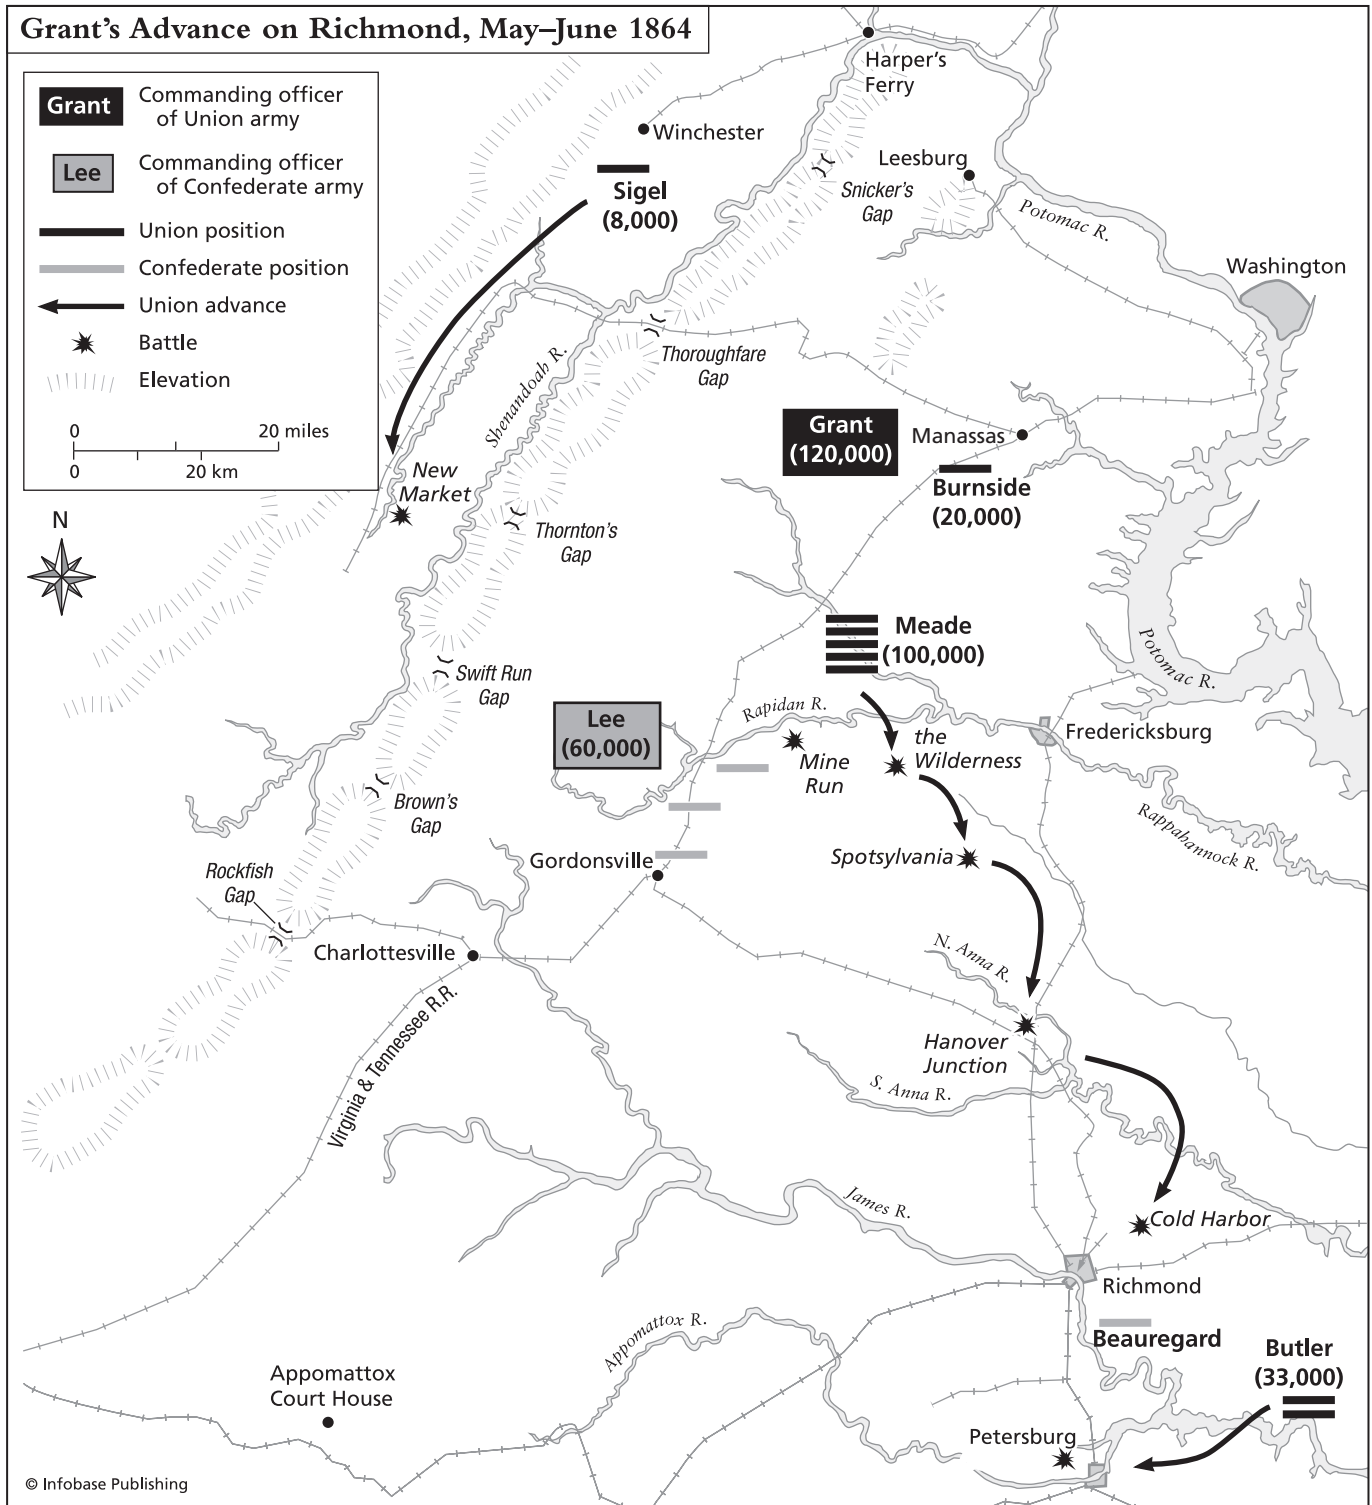 Grant's Advance on Richmond, May–June 1864
Grant
Commanding officer
of Union army
Lee
Commanding officer
of Confederate army
Union position
Confederate position
Union advance
Battle
Elevation
0
20 miles
0
20 km
N
Harper's
Ferry
Winchester
Leesburg
Snicker's
Gap
Sigel
(8,000)
Potomac R.
Washington
Thoroughfare
Gap
Shenandoah R.
Grant
(120,000)
Manassas
Burnside
(20,000)
New
Market
Thornton's
Gap
Meade
(100,000)
Potomac R.
Swift Run
Gap
Lee
(60,000)
Rapidan R.
the
Wilderness
Fredericksburg
Mine
Run
Brown's
Gap
Rappahannock R.
Spotsylvania
Gordonsville
Rockfish
Gap
Charlottesville
N. Anna R.
Virginia & Tennessee R.R.
Hanover
Junction
S. Anna R.
James R.
Cold Harbor
Richmond
Beauregard
Appomattox R.
Butler
(33,000)
Appomattox
Court House
Petersburg
© Infobase Publishing